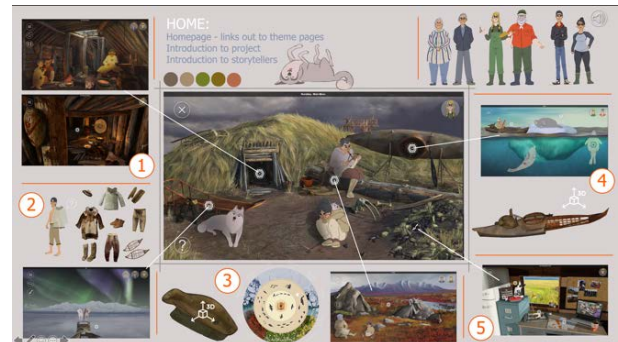 HOME:
Homepage - links out to theme pages
Introduction to project
Introduction to storytellers
1
2
?
3
3D
3D
4
5
?